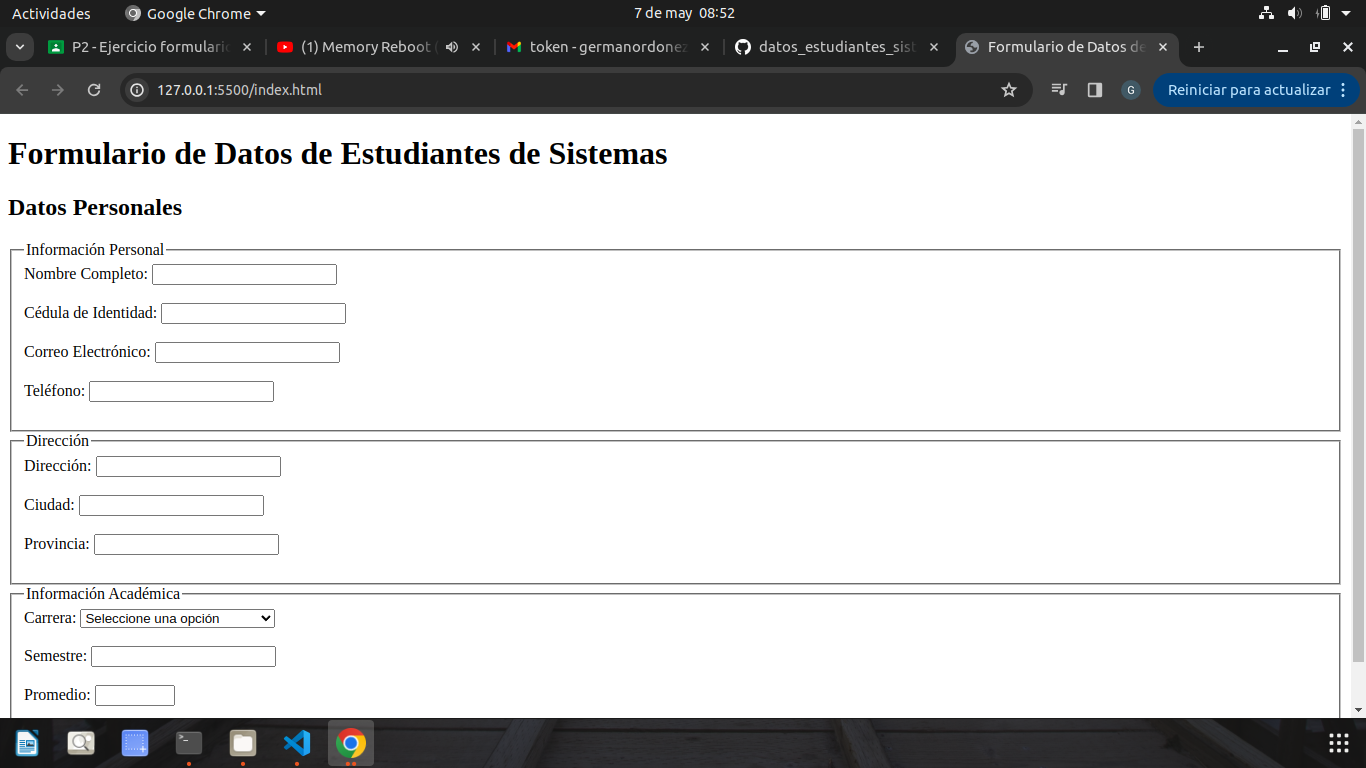 Actividades Google Chrome 7 de may 08:52
P2 - Ejercicio formulario (1) Memory Reboot ( token - germanordonez datos_estudiantes_sist Formulario de Datos de
127.0.0.1:5500/index.html G Reiniciar para actualizar
Formulario de Datos de Estudiantes de Sistemas
Datos Personales
Información Personal
Nombre Completo:
Cédula de Identidad:
Correo Electrónico:
Teléfono:
Dirección
Dirección:
Ciudad:
Provincia:
Información Académica
Carrera: Seleccione una opción
Semestre:
Promedio: